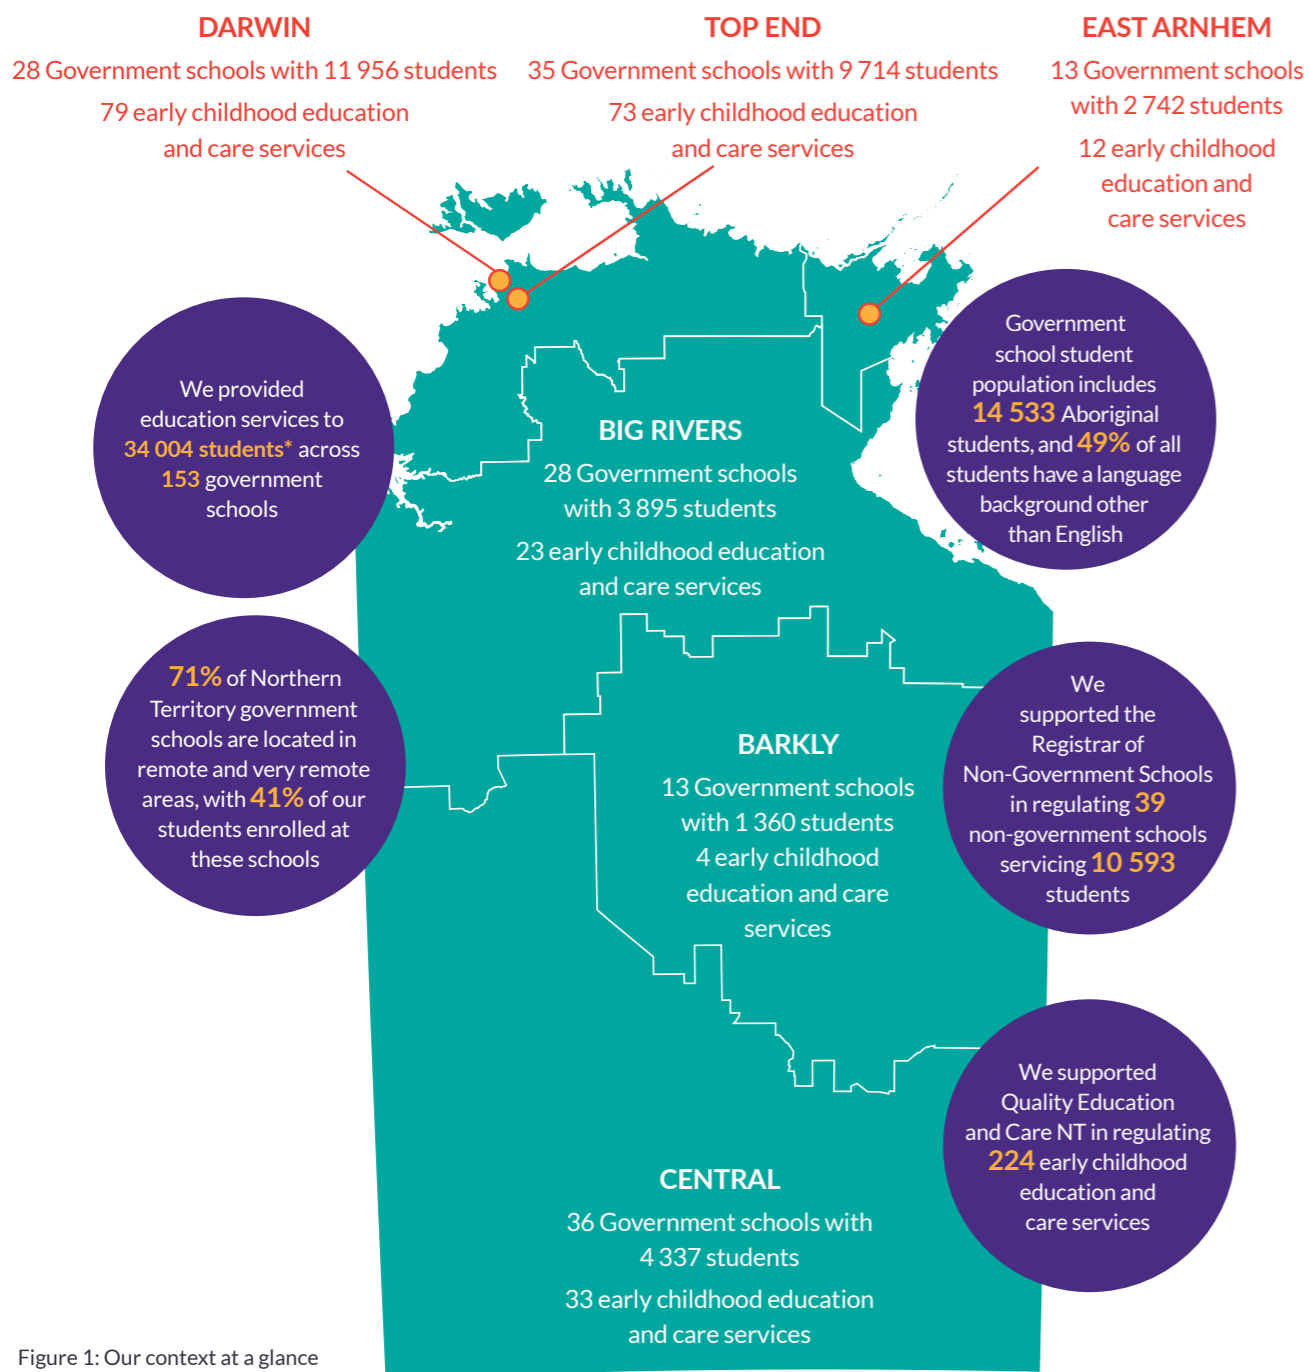 DARWIN
28 Government schools with 11 956 students
79 early childhood education
and care services
TOP END
35 Government schools with 9 714 students
73 early childhood education
and care services
EAST ARNHEM
13 Government schools
with 2 742 students
12 early childhood
education and
care services
We provided
education services to
34 004 students* across
153 government
schools
Government
school student
population includes
14 533 Aboriginal
students, and 49% of all
students have a language
background other
than English
BIG RIVERS
28 Government schools
with 3 895 students
23 early childhood education
and care services
71% of Northern
Territory government
schools are located in
remote and very remote
areas, with 41% of our
students enrolled at
these schools
BARKLY
13 Government schools
with 1 360 students
4 early childhood
education and care
services
We
supported the
Registrar of
Non-Government Schools
in regulating 39
non-government schools
servicing 10 593
students
We supported
Quality Education
and Care NT in regulating
224 early childhood
education and
care services
CENTRAL
36 Government schools with
4 337 students
33 early childhood education
and care services
Figure 1: Our context at a glance